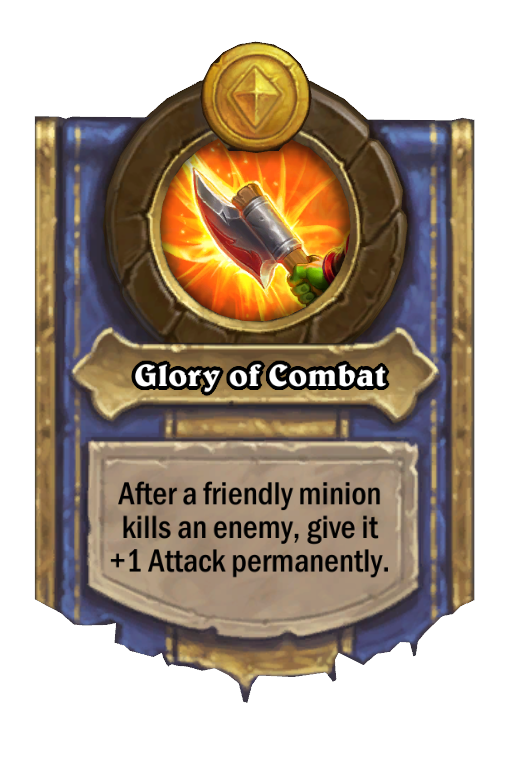 Glory of Combat
After a friendly minion
kills an enemy, give it
+1 Attack permanently.